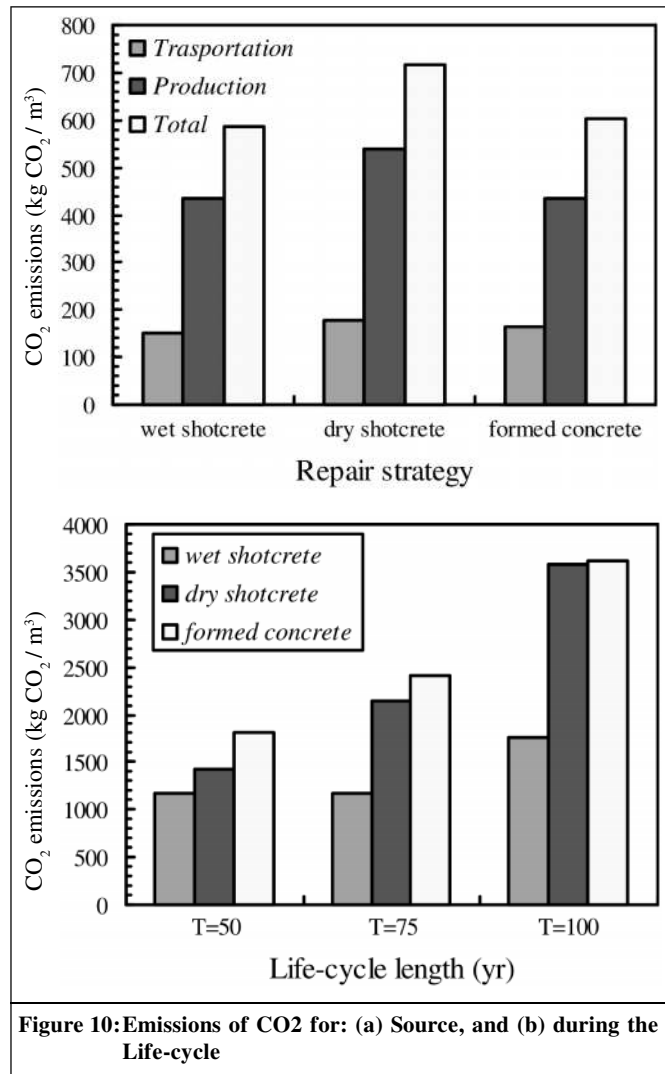 800
700
600
500
400
300
200
100
0
CO₂ emissions (kg CO₂ / m³)
Trasportation
Production
Total
wet shotcrete dry shotcrete formed concrete
Repair strategy
4000
3500
3000
2500
2000
1500
1000
500
0
CO₂ emissions (kg CO₂ / m³)
wet shotcrete
dry shotcrete
formed concrete
T=50 T=75 T=100
Life-cycle length (yr)
Figure 10: Emissions of CO2 for: (a) Source, and (b) during the
Life-cycle